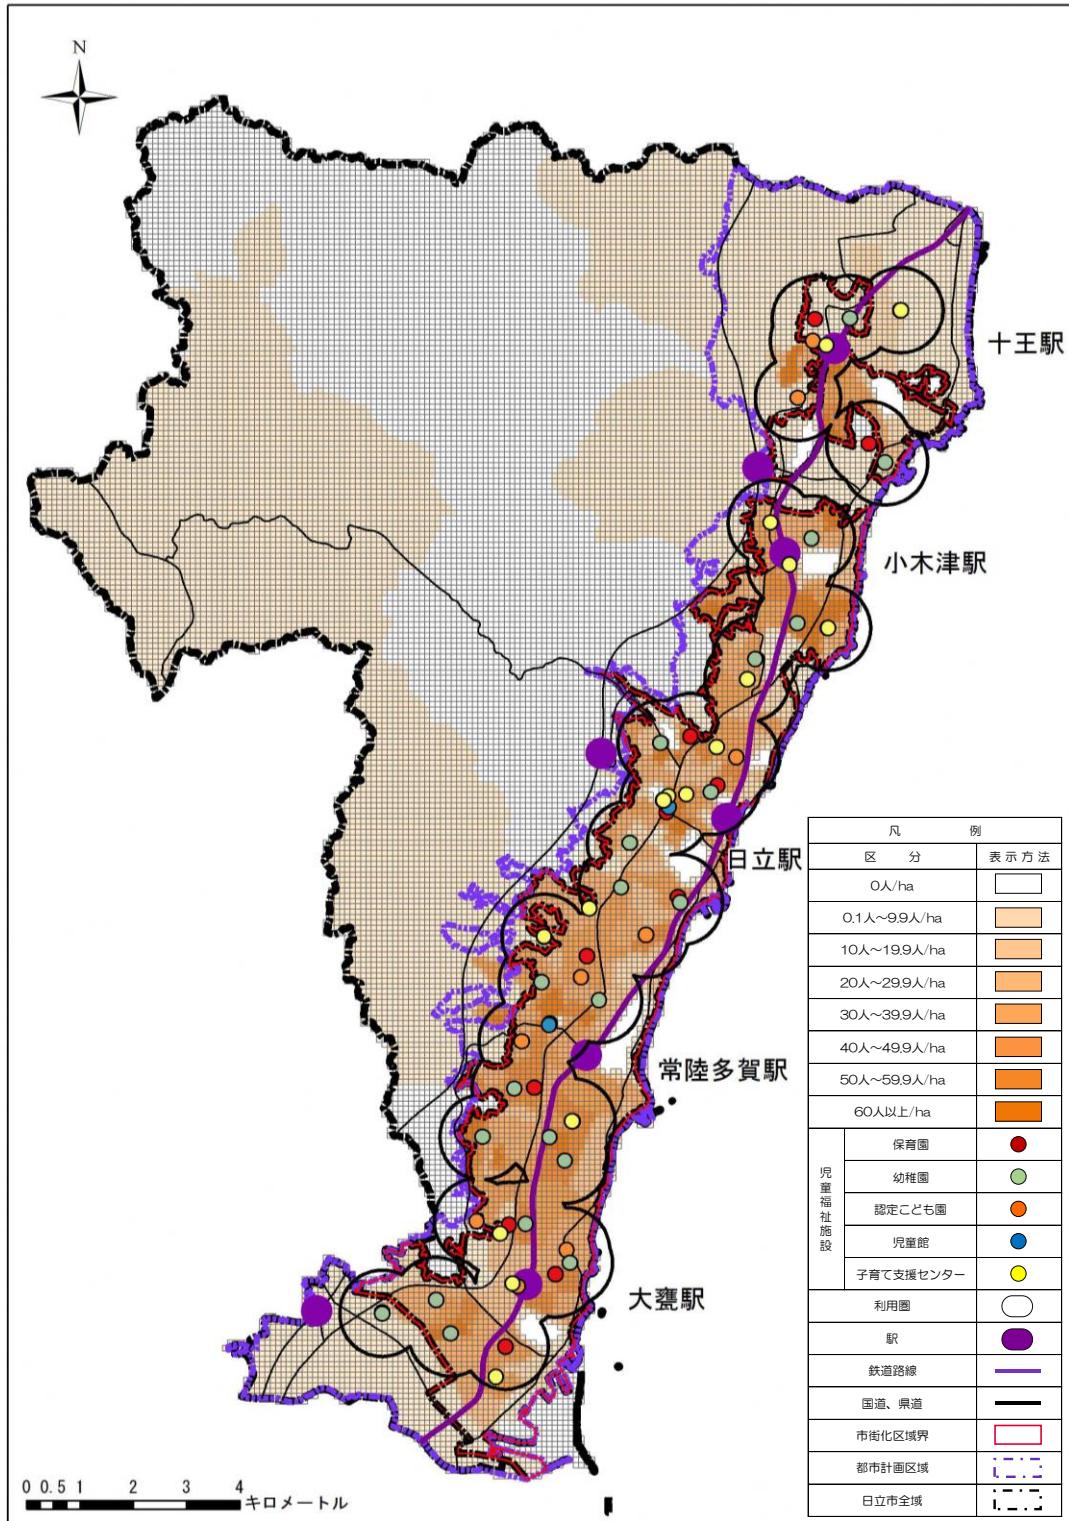 N
十王駅
小木津駅
日立駅
常陸多賀駅
大甕駅
凡 例
区 分 表示方法
0人/ha
0.1人～9.9人/ha
10人～19.9人/ha
20人～29.9人/ha
30人～39.9人/ha
40人～49.9人/ha
50人～59.9人/ha
60人以上/ha
児童福祉施設
保育園
幼稚園
認定こども園
児童館
子育て支援センター
利用圏
駅
鉄道路線
国道、県道
市街化区域界
都市計画区域
日立市全域
0 0.5 1 2 3 4
キロメートル